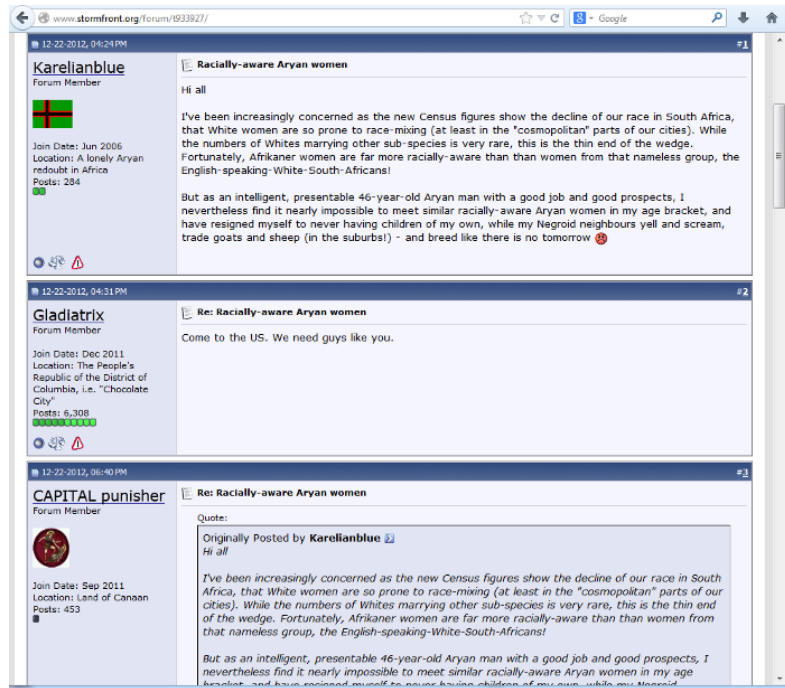 www.stormfront.org/forum/t933927/
Google
12-22-2012, 04:24 PM
#1
Karelianblue
Forum Member
Join Date: Jun 2006
Location: A lonely Aryan
redoubt in Africa
Posts: 284
Racially-aware Aryan women
Hi all
I've been increasingly concerned as the new Census figures show the decline of our race in South Africa,
that White women are so prone to race-mixing (at least in the "cosmopolitan" parts of our cities). While
the numbers of Whites marrying other sub-species is very rare, this is the thin end of the wedge.
Fortunately, Afrikaner women are far more racially-aware than than women from that nameless group, the
English-speaking-White-South-Africans!
But as an intelligent, presentable 46-year-old Aryan man with a good job and good prospects, I
nevertheless find it nearly impossible to meet similar racially-aware Aryan women in my age bracket, and
have resigned myself to never having children of my own, while my Negroid neighbours yell and scream,
trade goats and sheep (in the suburbs!) - and breed like there is no tomorrow
12-22-2012, 04:31 PM
#2
Gladiatrix
Forum Member
Join Date: Dec 2011
Location: The People's
Republic of the District of
Columbia, i.e. "Chocolate
City"
Posts: 6,308
Re: Racially-aware Aryan women
Come to the US. We need guys like you.
12-22-2012, 06:40 PM
#3
CAPITAL punisher
Forum Member
Join Date: Sep 2011
Location: Land of Canaan
Posts: 453
Re: Racially-aware Aryan women
Quote:
Originally Posted by Karelianblue
Hi all
I've been increasingly concerned as the new Census figures show the decline of our race in South
Africa, that White women are so prone to race-mixing (at least in the "cosmopolitan" parts of our
cities). While the numbers of Whites marrying other sub-species is very rare, this is the thin end
of the wedge. Fortunately, Afrikaner women are far more racially-aware than than women from
that nameless group, the English-speaking-White-South-Africans!
But as an intelligent, presentable 46-year-old Aryan man with a good job and good prospects, I
nevertheless find it nearly impossible to meet similar racially-aware Aryan women in my age
bracket, and have resigned myself to never having children of my own, while my Negroid